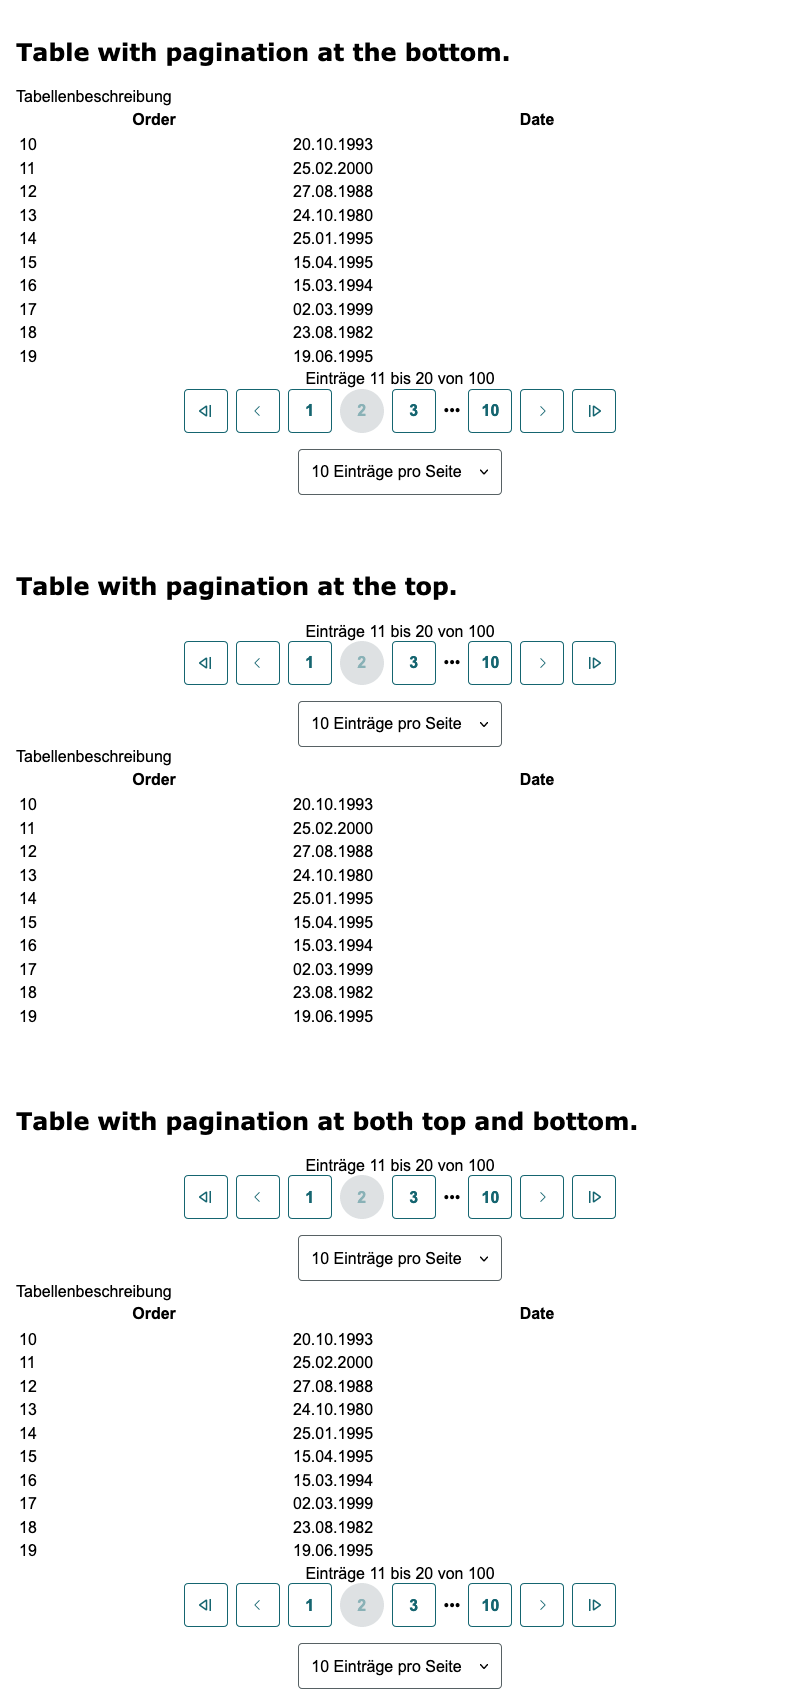 Table with pagination at the bottom.
Tabellenbeschreibung
Order Date
10 20.10.1993
11 25.02.2000
12 27.08.1988
13 24.10.1980
14 25.01.1995
15 15.04.1995
16 15.03.1994
17 02.03.1999
18 23.08.1982
19 19.06.1995
Einträge 11 bis 20 von 100
1 2 3 ••• 10
10 Einträge pro Seite
Table with pagination at the top.
Einträge 11 bis 20 von 100
1 2 3 ••• 10
10 Einträge pro Seite
Tabellenbeschreibung
Order Date
10 20.10.1993
11 25.02.2000
12 27.08.1988
13 24.10.1980
14 25.01.1995
15 15.04.1995
16 15.03.1994
17 02.03.1999
18 23.08.1982
19 19.06.1995
Table with pagination at both top and bottom.
Einträge 11 bis 20 von 100
1 2 3 ••• 10
10 Einträge pro Seite
Tabellenbeschreibung
Order Date
10 20.10.1993
11 25.02.2000
12 27.08.1988
13 24.10.1980
14 25.01.1995
15 15.04.1995
16 15.03.1994
17 02.03.1999
18 23.08.1982
19 19.06.1995
Einträge 11 bis 20 von 100
1 2 3 ••• 10
10 Einträge pro Seite